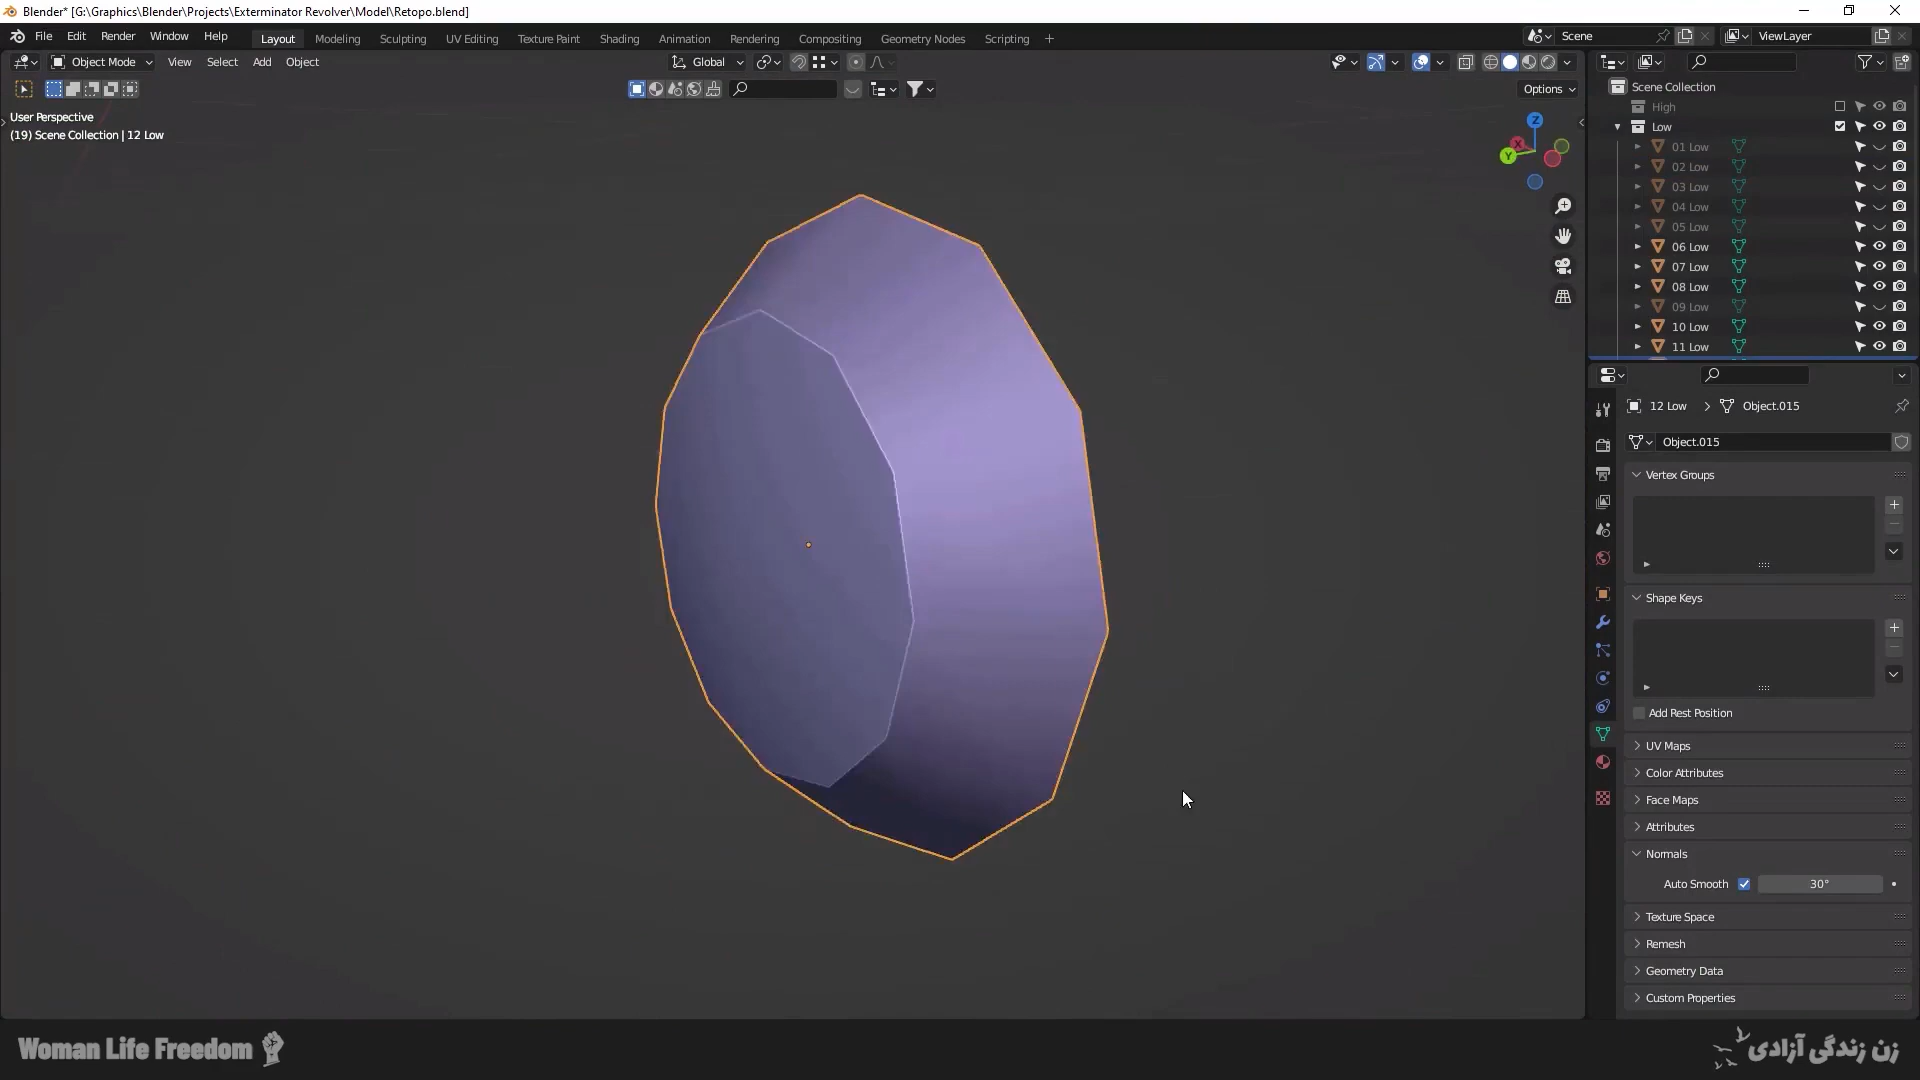 Blender* [G:\Graphics\Blender\Projects\Exterminator Revolver\Model\Retopo.blend]
File Edit Render Window Help Layout Modeling Sculpting UV Editing Texture Paint Shading Animation Rendering Compositing Geometry Nodes Scripting + Scene ViewLayer
Object Mode View Select Add Object Global
Options
User Perspective
(19) Scene Collection | 12 Low
Z
X
Y
Scene Collection
High
Low
01 Low
02 Low
03 Low
04 Low
05 Low
06 Low
07 Low
08 Low
09 Low
10 Low
11 Low
12 Low > Object.015
Object.015
Vertex Groups
Shape Keys
Add Rest Position
UV Maps
Color Attributes
Face Maps
Attributes
Normals
Auto Smooth 30°
Texture Space
Remesh
Geometry Data
Custom Properties
Woman Life Freedom
زن زندگی آزادی